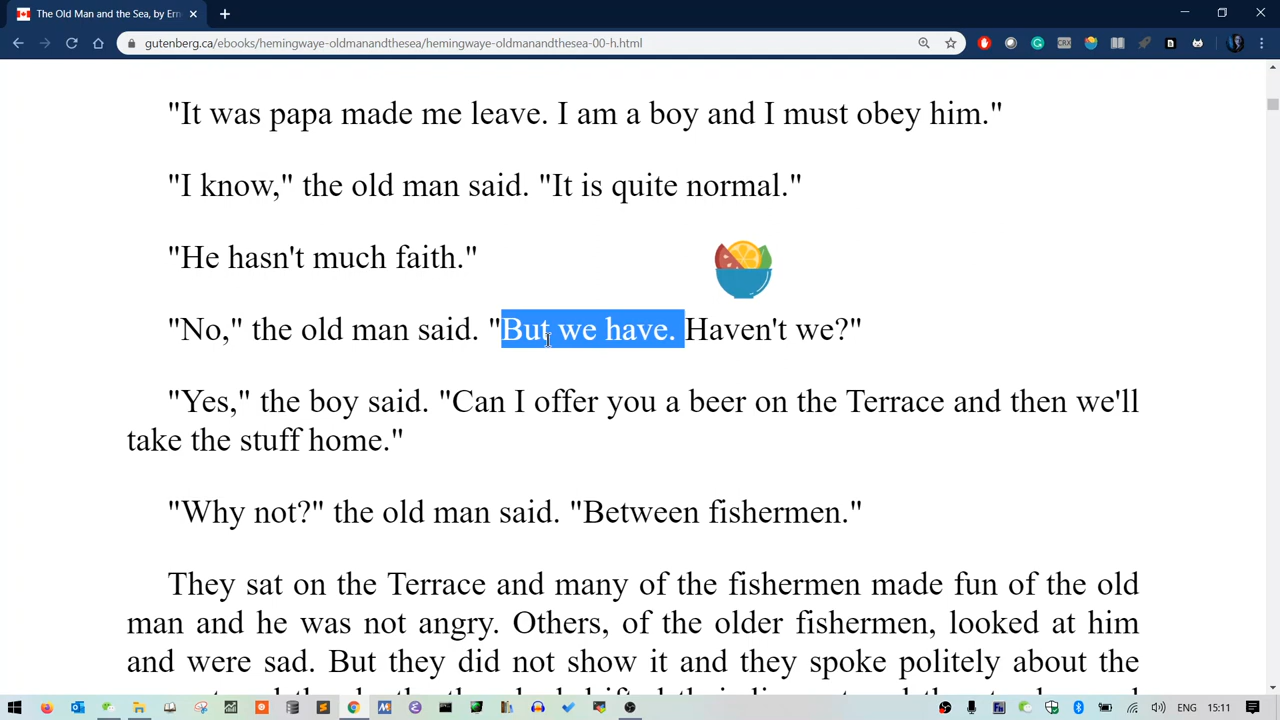 The Old Man and the Sea, by Ern
gutenberg.ca/ebooks/hemingwaye-oldmanandthesea/hemingwaye-oldmanandthesea-00-h.html
"It was papa made me leave. I am a boy and I must obey him."
"I know," the old man said. "It is quite normal."
"He hasn't much faith."
"No," the old man said. "But we have. Haven't we?"
"Yes," the boy said. "Can I offer you a beer on the Terrace and then we'll
take the stuff home."
"Why not?" the old man said. "Between fishermen."
They sat on the Terrace and many of the fishermen made fun of the old
man and he was not angry. Others, of the older fishermen, looked at him
and were sad. But they did not show it and they spoke politely about the
ENG 15:11